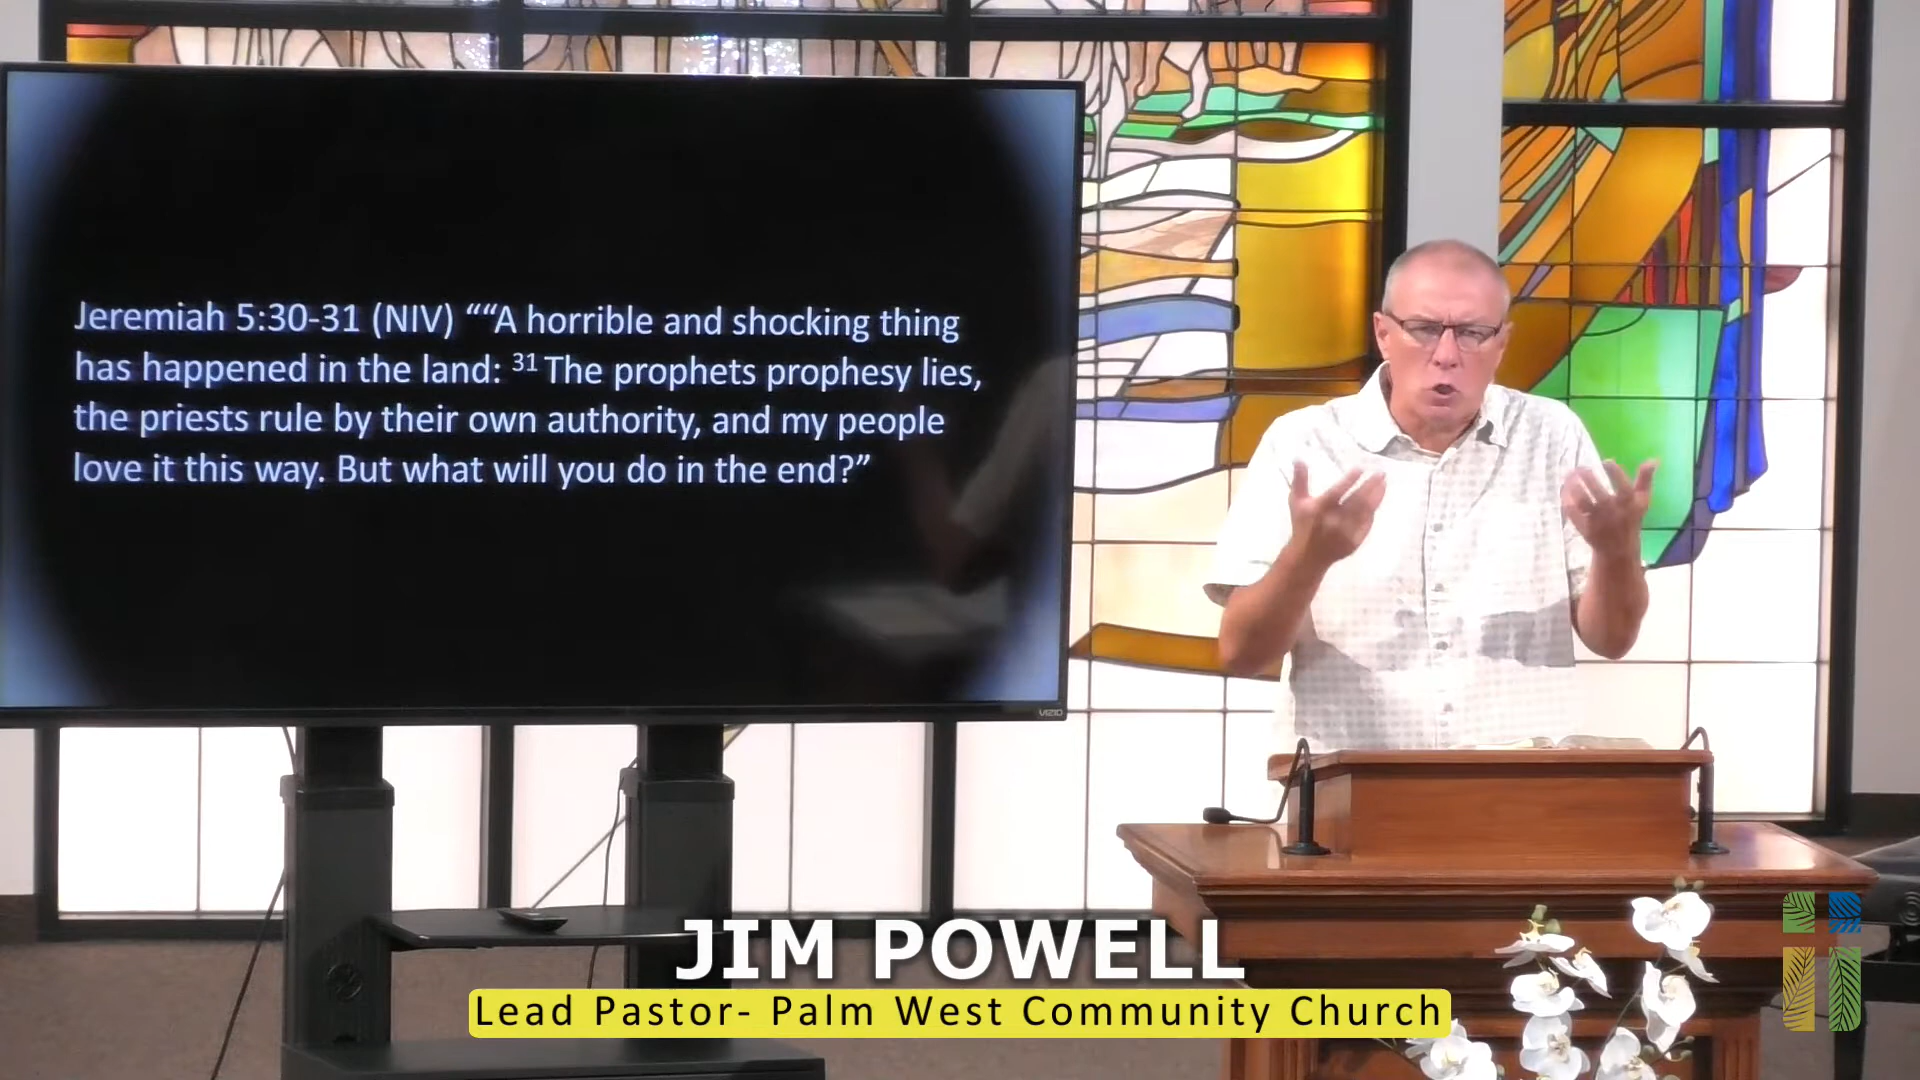 Jeremiah 5:30-31 (NIV) ““A horrible and shocking thing
has happened in the land: 31 The prophets prophesy lies,
the priests rule by their own authority, and my people
love it this way. But what will you do in the end?”
VIZIO
JIM POWELL
Lead Pastor- Palm West Community Church